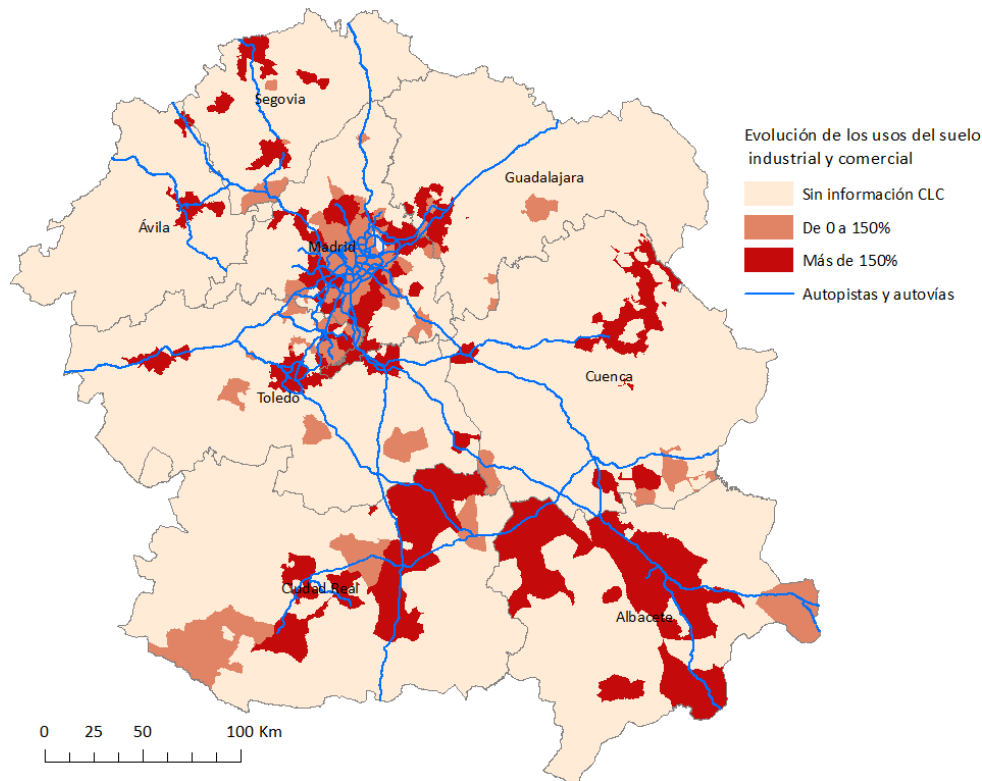 Segovia
Guadalajara
Ávila
Madrid
Cuenca
Toledo
Ciudad Real
Albacete
Evolución de los usos del suelo
industrial y comercial
Sin información CLC
De 0 a 150%
Más de 150%
Autopistas y autovías
0 25 50 100 Km